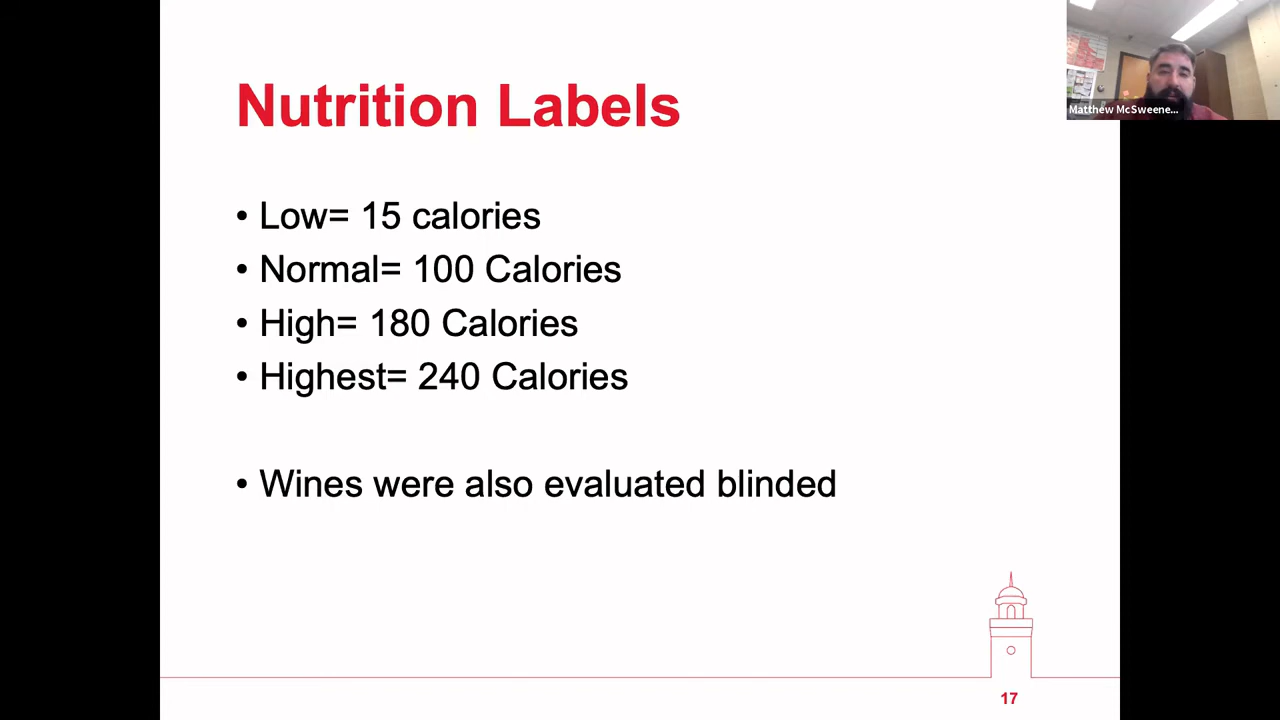 Nutrition Labels
• Low= 15 calories
• Normal= 100 Calories
• High= 180 Calories
• Highest= 240 Calories
• Wines were also evaluated blinded
17
Matthew McSweene...